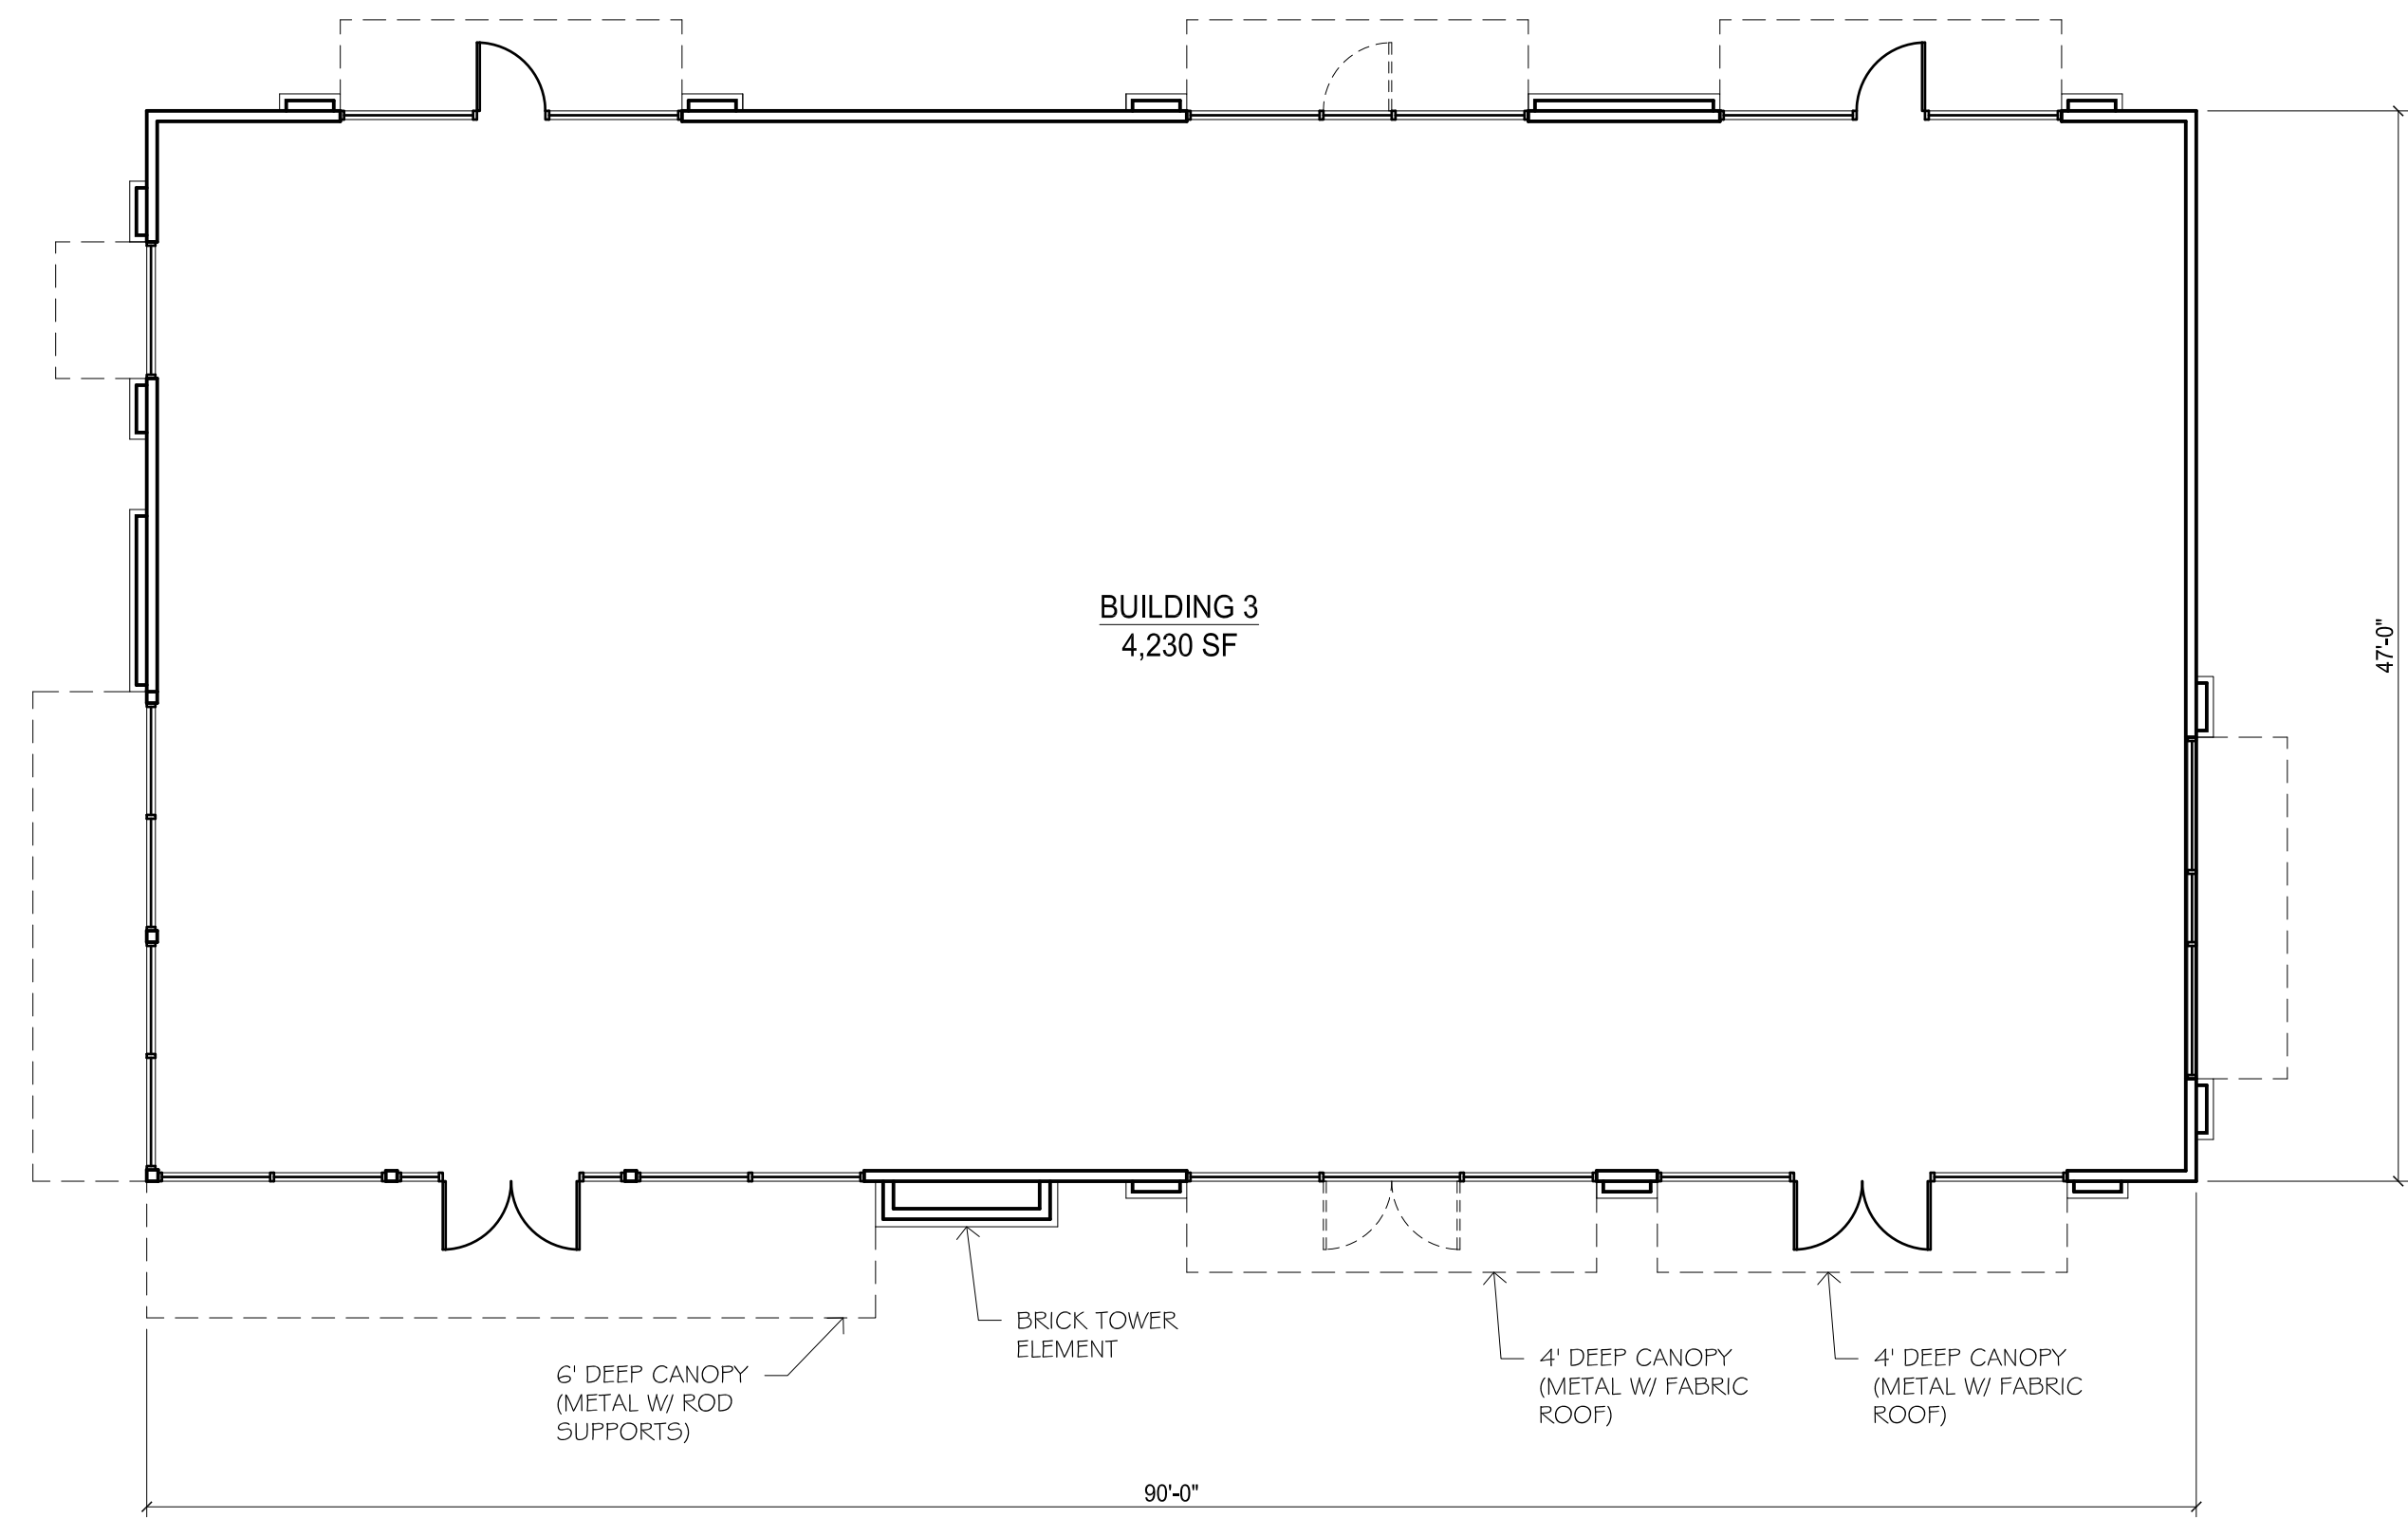 BUILDING 3
4,230 SF
47'-0"
BRICK TOWER
ELEMENT
6' DEEP CANOPY
(METAL W/ ROD
SUPPORTS)
4' DEEP CANOPY
(METAL W/ FABRIC
ROOF)
4' DEEP CANOPY
(METAL W/ FABRIC
ROOF)
90'-0"